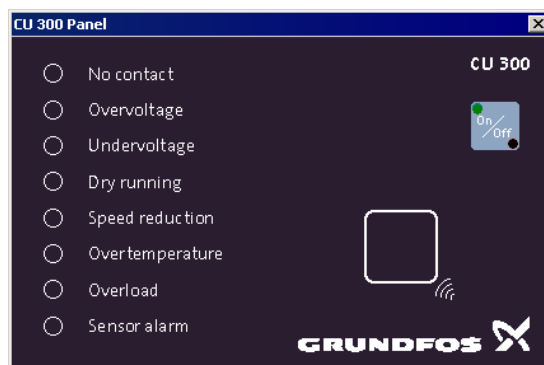 CU 300 Panel
CU 300
No contact
Overvoltage
On/Off
Undervoltage
Dry running
Speed reduction
Overtemperature
Overload
Sensor alarm
GRUNDFOS